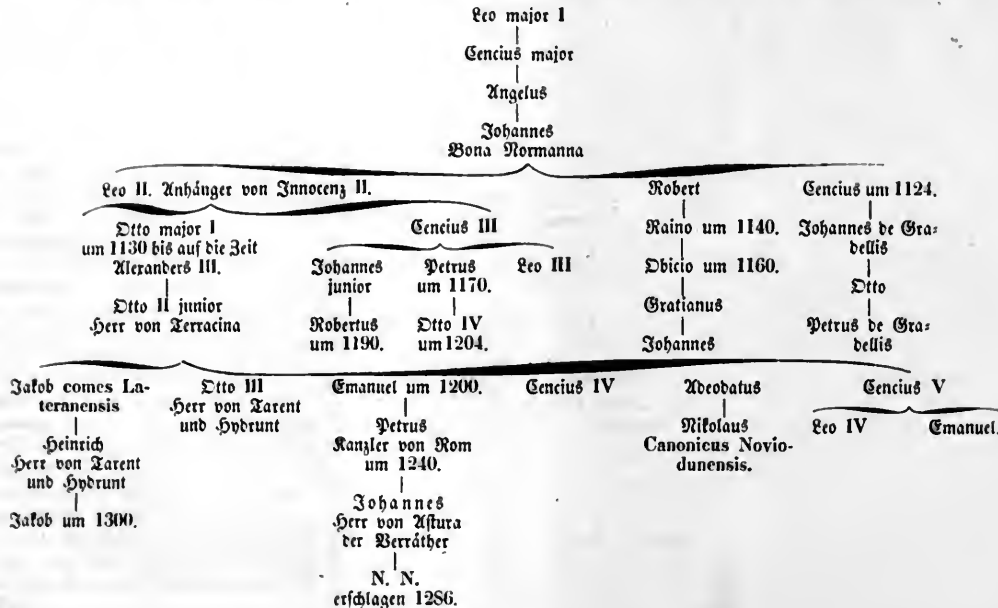 Leo major I
Cencius major
Angelus
Johannes
Bona Normanna
Leo II. Anhänger von Innocenz II.
Robert
Cencius um 1124.
Otto major I
um 1130 bis auf die Zeit
Alexanders III.
Cencius III
Raino um 1140.
Johannes de Gra=
dellis
Johannes
junior
Petrus
um 1170.
Leo III
Obicio um 1160.
Otto II junior
Herr von Terracina
Robertus
um 1190.
Otto IV
um 1204.
Gratianus
Otto
Johannes
Petrus de Gra=
dellis
Jakob comes La-
teranensis
Otto III
Herr von Tarent
und Hydrunt
Emanuel um 1200.
Cencius IV
Adeodatus
Cencius V
Heinrich
Herr von Tarent
und Hydrunt
Petrus
Kanzler von Rom
um 1240.
Nikolaus
Canonicus Novio-
dunensis.
Leo IV
Emanuel.
Jakob um 1300.
Johannes
Herr von Astura
der Verräther
N. N.
erschlagen 1286.